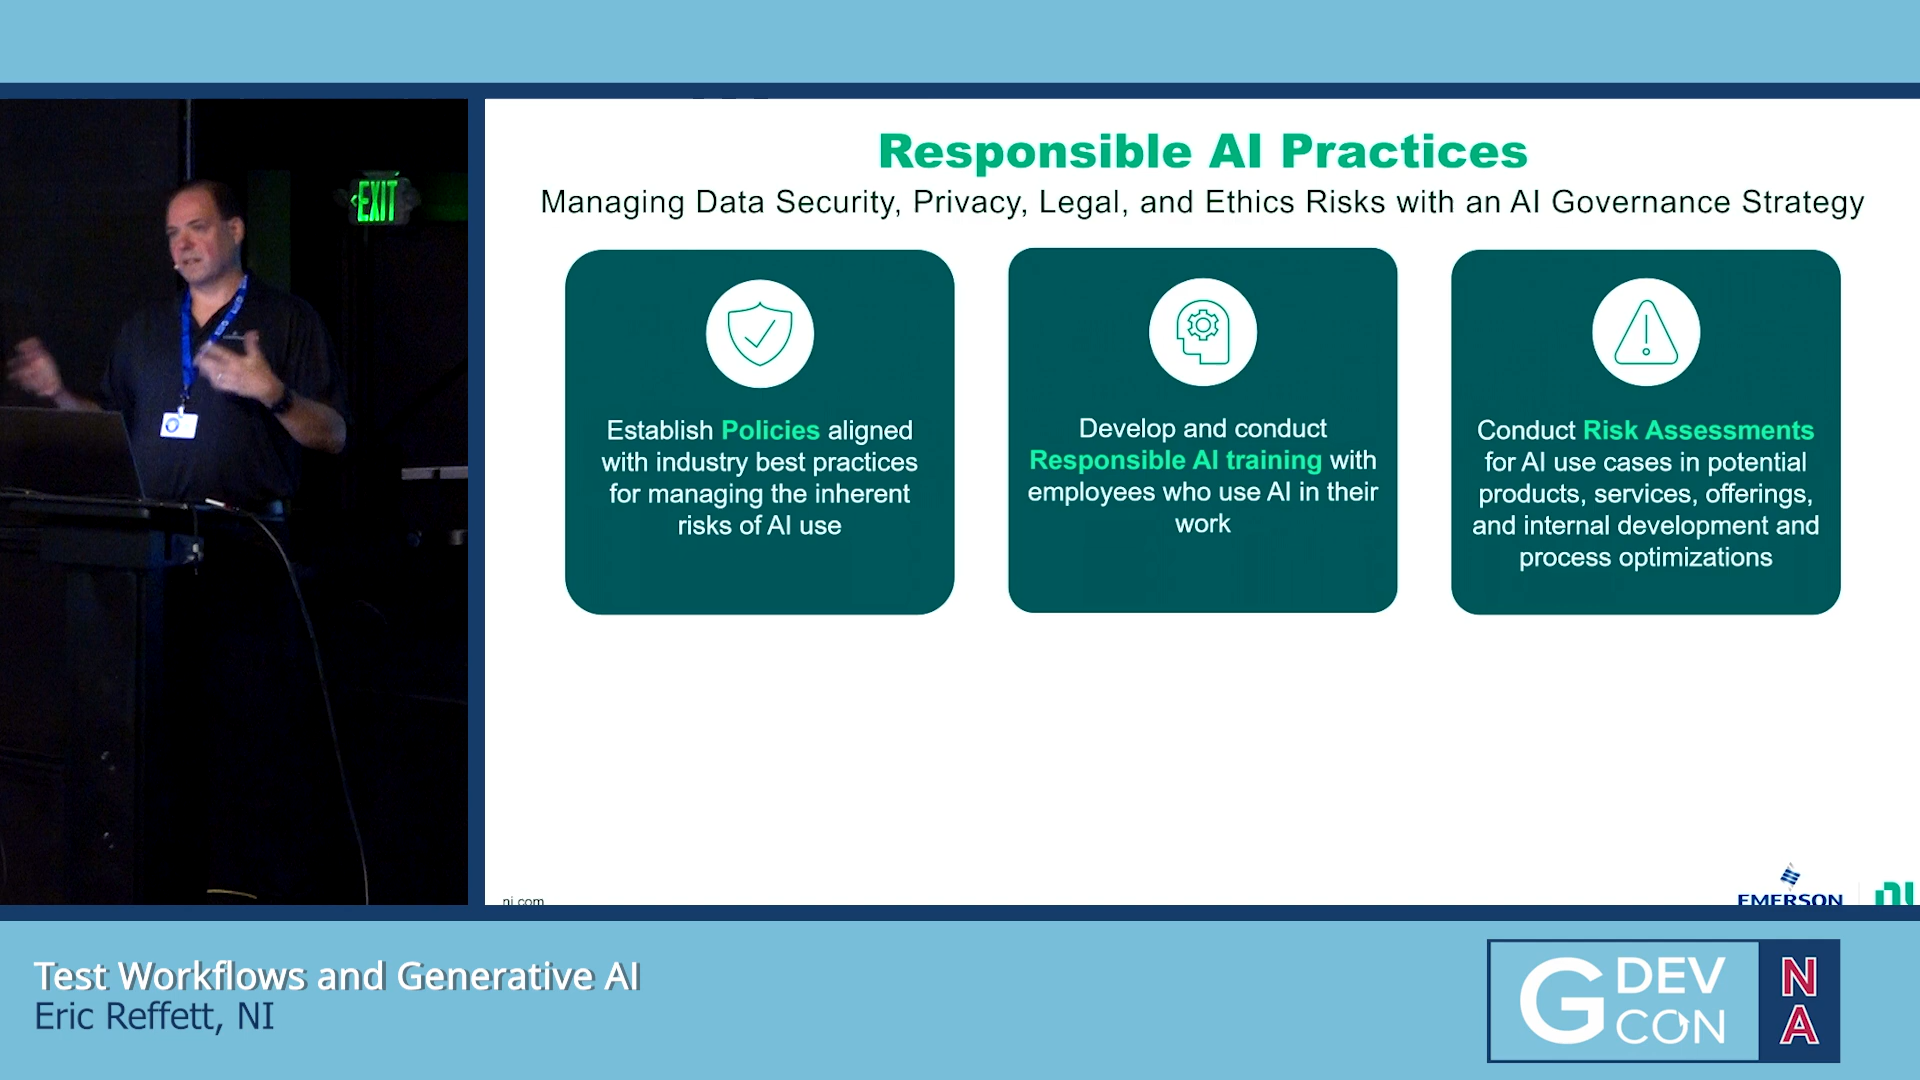 EXIT
Responsible AI Practices
Managing Data Security, Privacy, Legal, and Ethics Risks with an AI Governance Strategy
Establish Policies aligned
with industry best practices
for managing the inherent
risks of AI use
Develop and conduct
Responsible AI training with
employees who use AI in their
work
Conduct Risk Assessments
for AI use cases in potential
products, services, offerings,
and internal development and
process optimizations
ni.com
EMERSON
ni
Test Workflows and Generative AI
Eric Reffett, NI
G DEV
CON
N
A